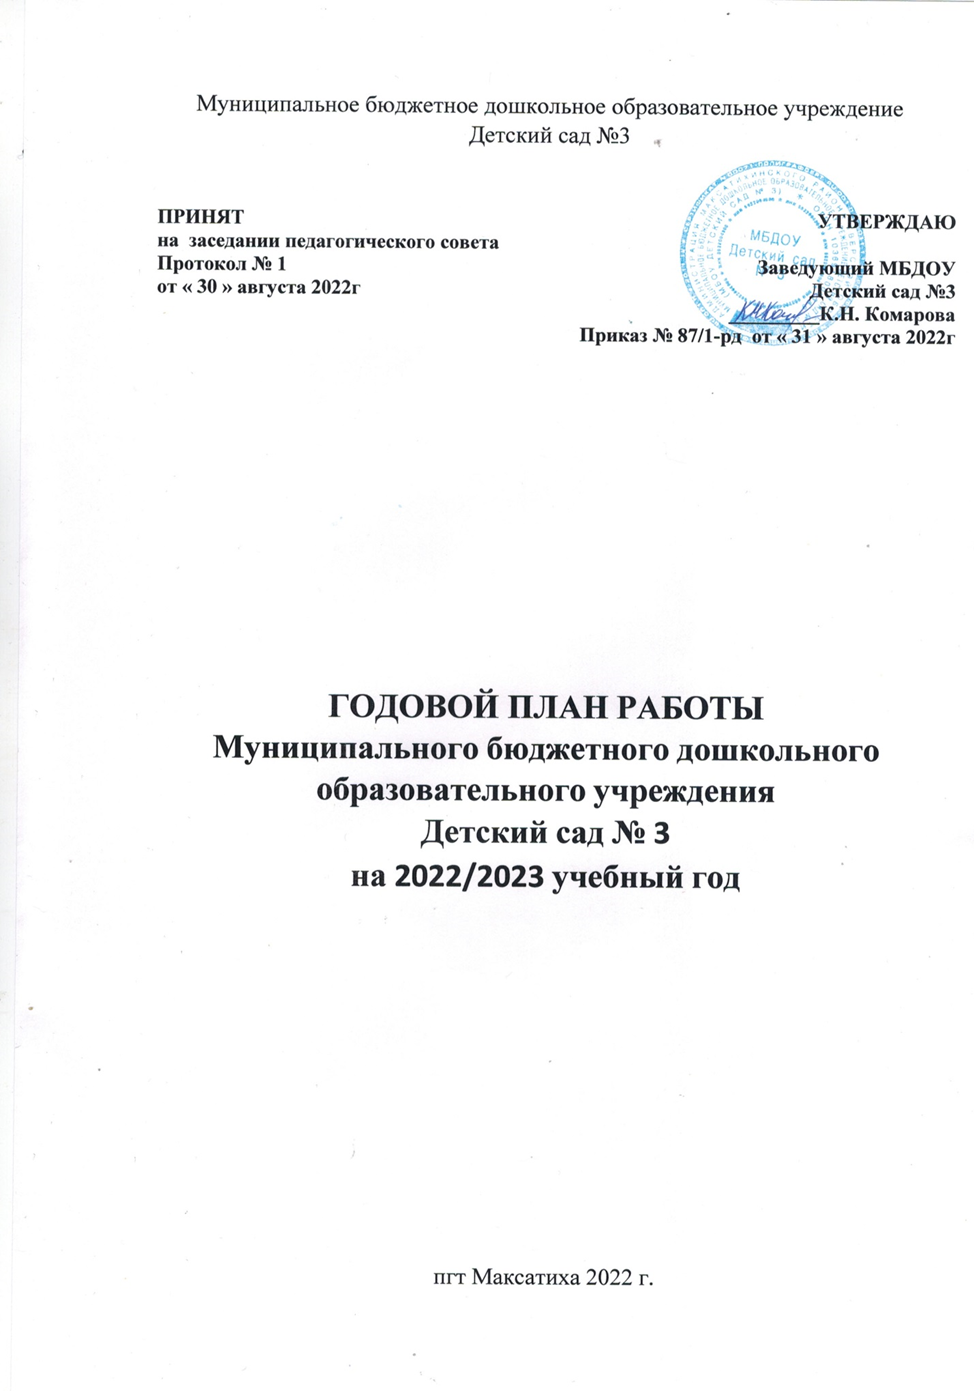 Муниципальное бюджетное дошкольное образовательное учреждение
Детский сад №3
ПРИНЯТ
на заседании педагогического совета
Протокол № 1
от « 30 » августа 2022г
УТВЕРЖДАЮ
Заведующий МБДОУ
Детский сад №3
К.Н. Комарова
Приказ № 87/1-рд от « 31 » августа 2022г
МБДОУ
Детский сад
ГОДОВОЙ ПЛАН РАБОТЫ
Муниципального бюджетного дошкольного
образовательного учреждения
Детский сад № 3
на 2022/2023 учебный год
пгт Максатиха 2022 г.